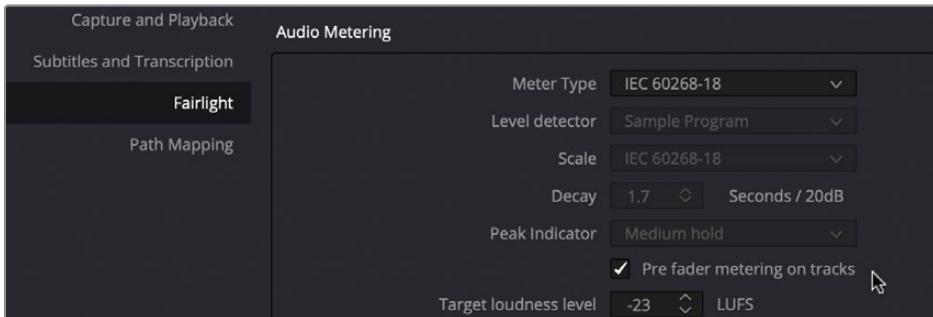 Capture and Playback
Subtitles and Transcription
Fairlight
Path Mapping
Audio Metering
Meter Type IEC 60268-18
Level detector Sample Program
Scale IEC 60268-18
Decay 1.7 Seconds / 20dB
Peak Indicator Medium hold
Pre fader metering on tracks
Target loudness level -23 LUFS